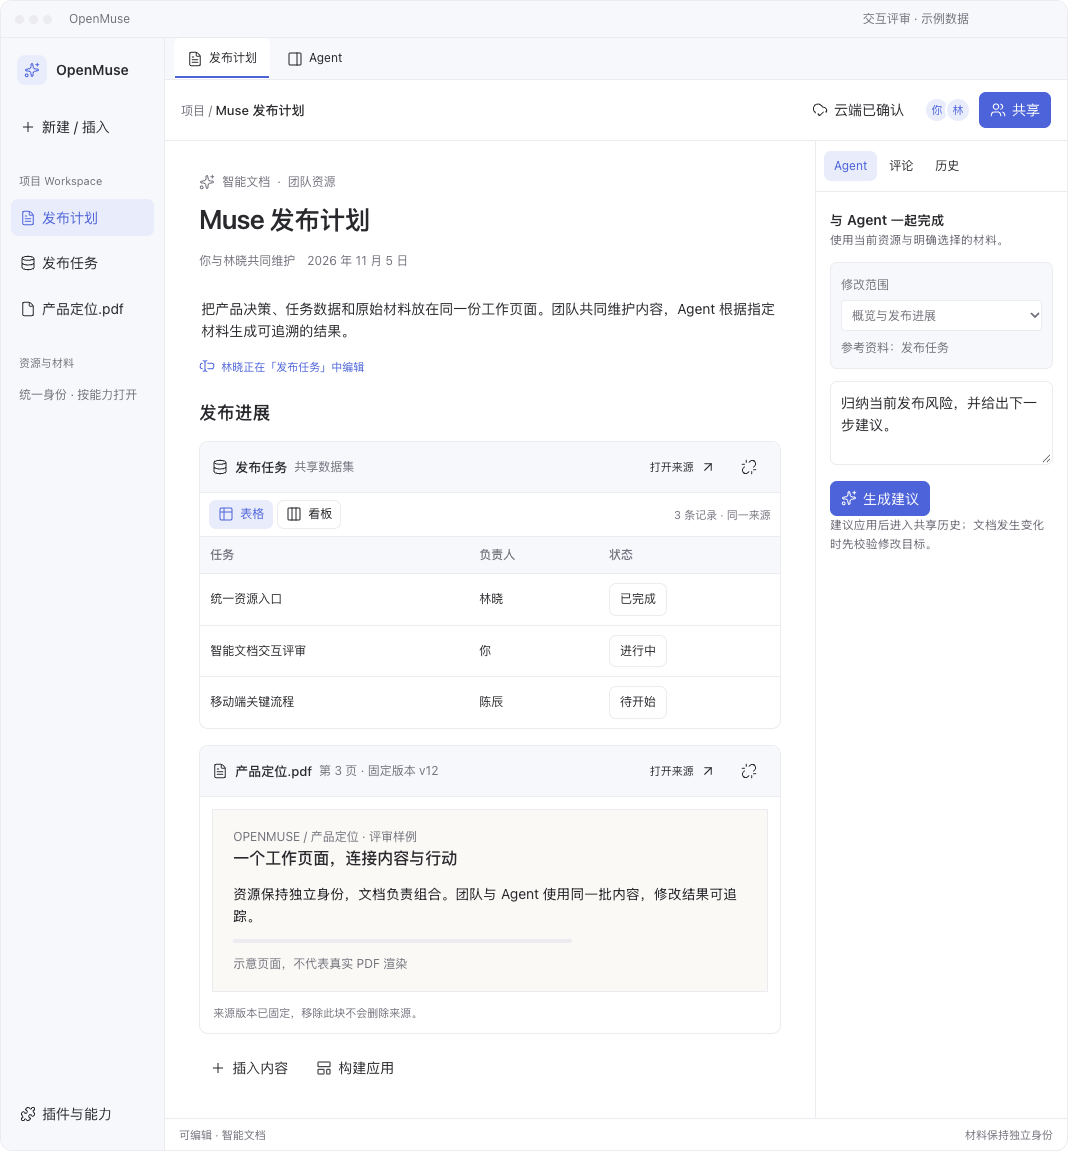 OpenMuse
交互评审 · 示例数据
OpenMuse
新建 / 插入
项目 Workspace
发布计划
发布任务
产品定位.pdf
资源与材料
统一身份 · 按能力打开
插件与能力
发布计划
Agent
项目 / Muse 发布计划
云端已确认
你
林
共享
智能文档 · 团队资源
Muse 发布计划
你与林晓共同维护 2026 年 11 月 5 日
把产品决策、任务数据和原始材料放在同一份工作页面。团队共同维护内容，Agent 根据指定
材料生成可追溯的结果。
林晓正在「发布任务」中编辑
发布进展
发布任务 共享数据集
打开来源
表格
看板
3 条记录 · 同一来源
任务 负责人 状态
统一资源入口 林晓 已完成
智能文档交互评审 你 进行中
移动端关键流程 陈辰 待开始
产品定位.pdf 第 3 页 · 固定版本 v12
打开来源
OPENMUSE / 产品定位 · 评审样例
一个工作页面，连接内容与行动
资源保持独立身份，文档负责组合。团队与 Agent 使用同一批内容，修改结果可追
踪。
示意页面，不代表真实 PDF 渲染
来源版本已固定，移除此块不会删除来源。
插入内容
构建应用
Agent
评论
历史
与 Agent 一起完成
使用当前资源与明确选择的材料。
修改范围
概览与发布进展
参考资料：发布任务
归纳当前发布风险，并给出下一
步建议。
生成建议
建议应用后进入共享历史；文档发生变化
时先校验修改目标。
可编辑 · 智能文档
材料保持独立身份